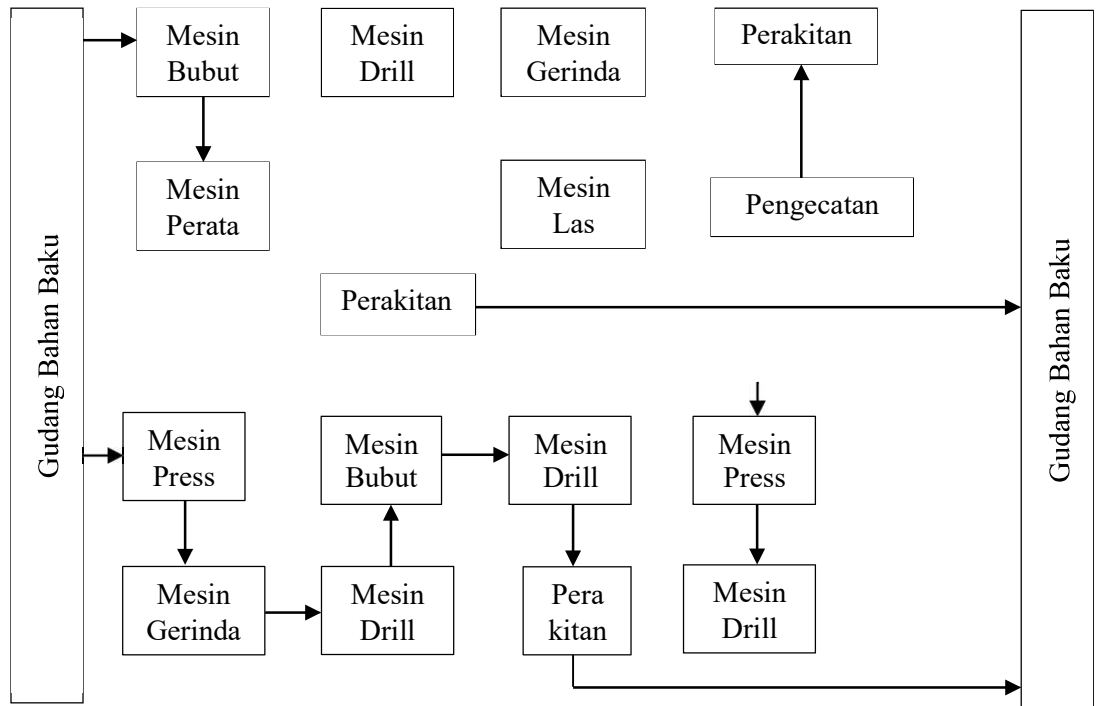 Gudang Bahan Baku
Mesin
Bubut
Mesin
Drill
Mesin
Gerinda
Perakitan
Mesin
Perata
Mesin
Las
Pengecatan
Perakitan
Mesin
Press
Mesin
Bubut
Mesin
Drill
Mesin
Press
Mesin
Gerinda
Mesin
Drill
Pera
kitan
Mesin
Drill
Gudang Bahan Baku